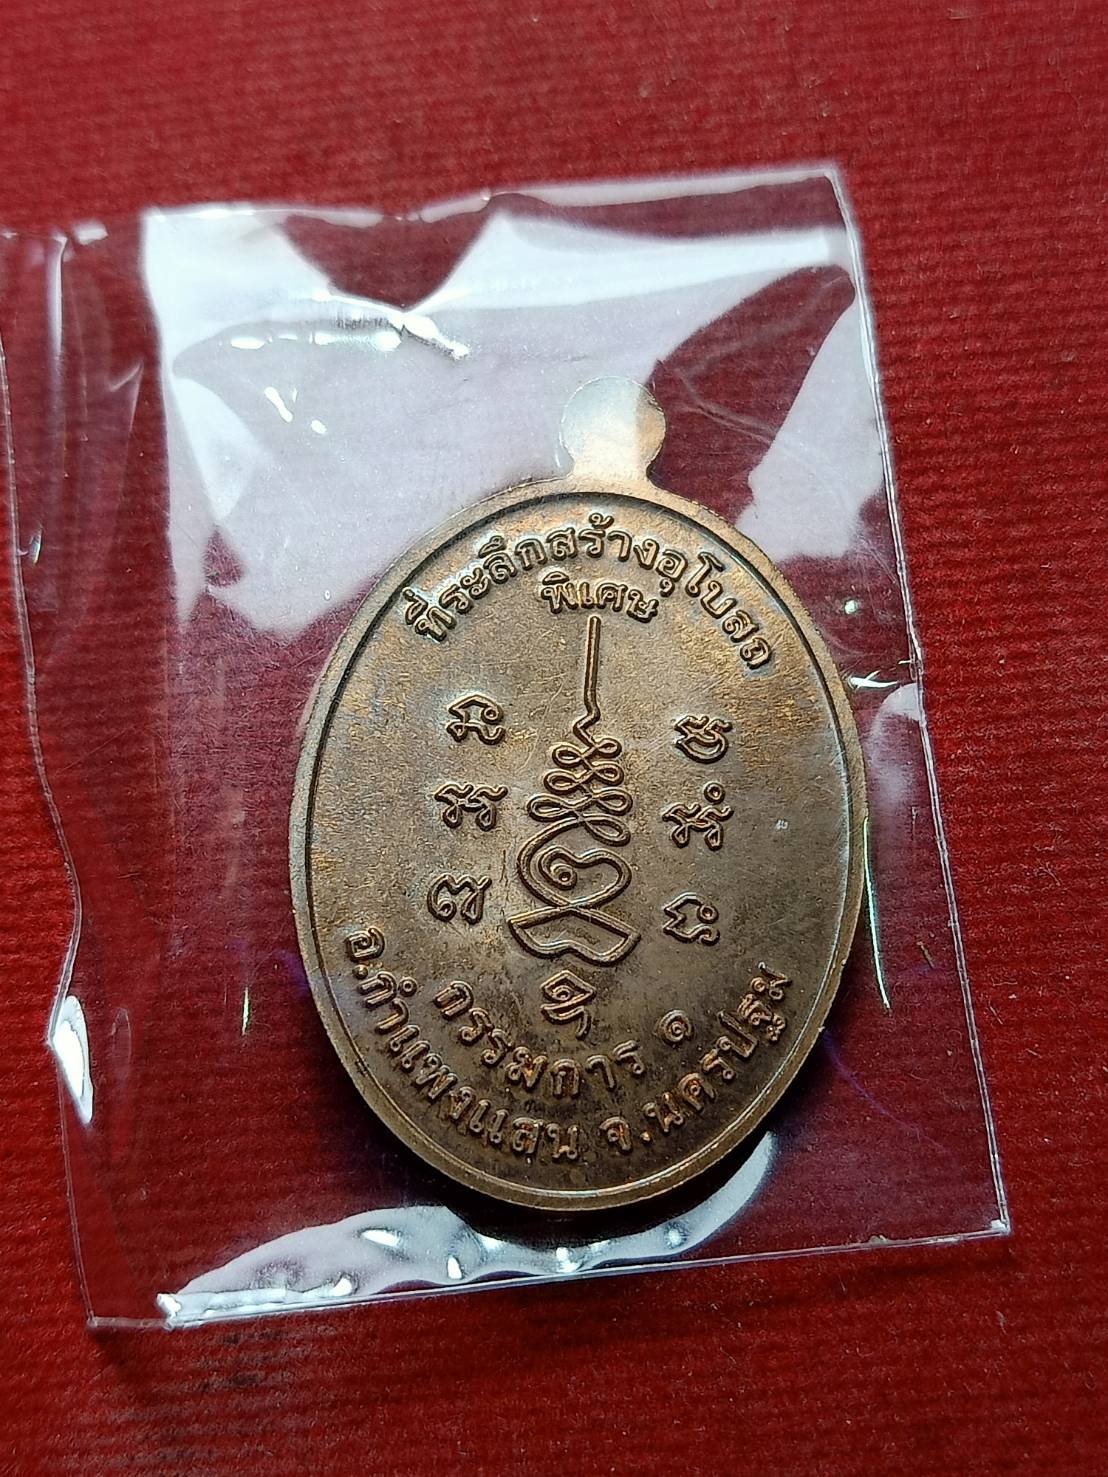 ที่ระลึกสร้างอุโบสถ
พิเศษ
กรรมการ ๑
อ.กำแพงแสน จ.นครปฐม